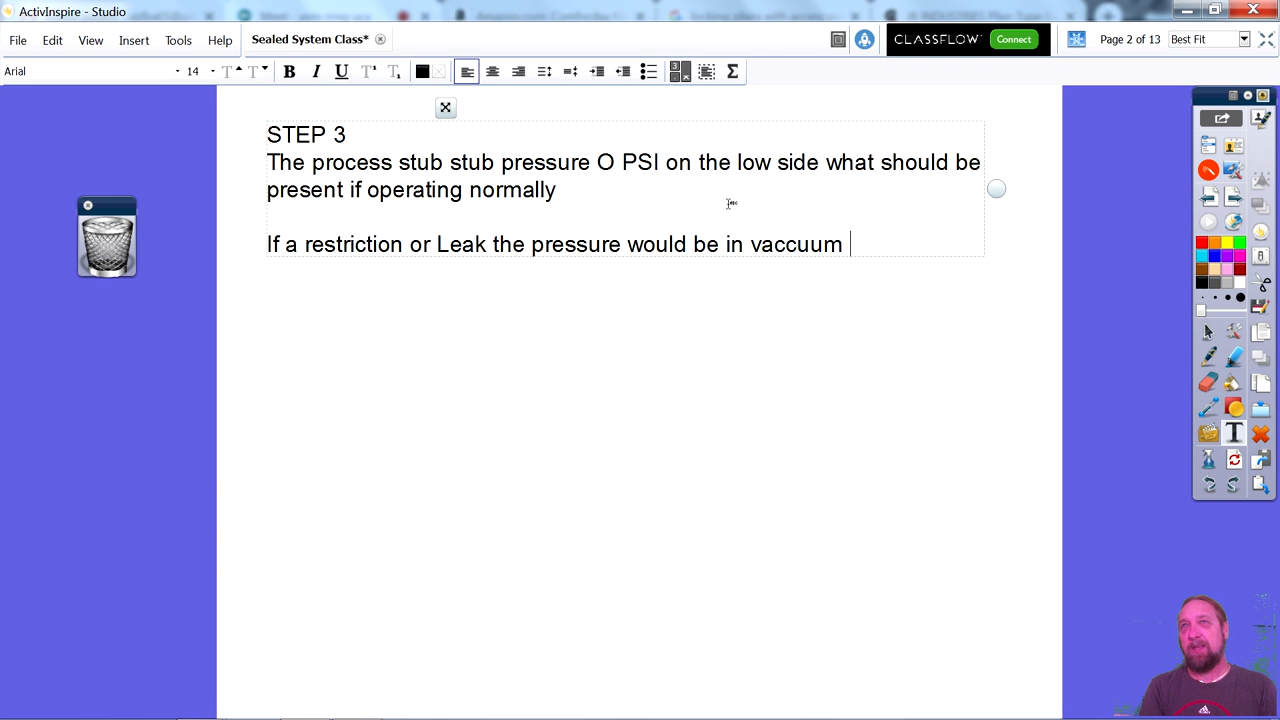 ActivInspire - Studio
File Edit View Insert Tools Help Sealed System Class* CLASSFLOW Connect Page 2 of 13 Best Fit
Arial 14 B I U
STEP 3
The process stub stub pressure O PSI on the low side what should be
present if operating normally
If a restriction or Leak the pressure would be in vaccuum